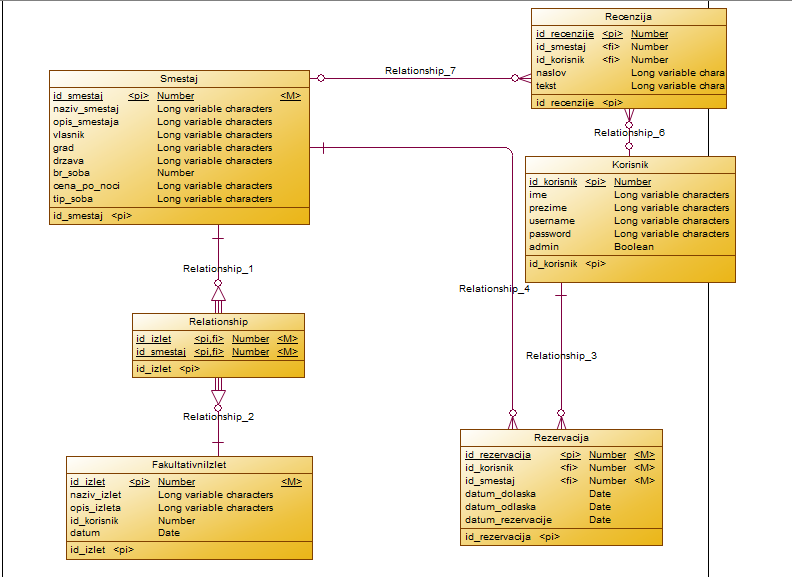 Recenzija
id_recenzije <pi> Number
id_smestaj <fi> Number
id_korisnik <fi> Number
naslov Long variable chara
tekst Long variable chara
id_recenzije <pi>
Relationship_7
Smestaj
id_smestaj <pi> Number <M>
naziv_smestaj Long variable characters
opis_smestaja Long variable characters
vlasnik Long variable characters
grad Long variable characters
drzava Long variable characters
br_soba Number
cena_po_noci Long variable characters
tip_soba Long variable characters
id_smestaj <pi>
Relationship_6
Korisnik
id_korisnik <pi> Number
ime Long variable characters
prezime Long variable characters
username Long variable characters
password Long variable characters
admin Boolean
id_korisnik <pi>
Relationship_1
Relationship_4
Relationship
id_izlet <pi,fi> Number <M>
id_smestaj <pi,fi> Number <M>
id_izlet <pi>
Relationship_3
Relationship_2
Rezervacija
id_rezervacija <pi> Number <M>
id_korisnik <fi> Number <M>
id_smestaj <fi> Number <M>
datum_dolaska Date
datum_odlaska Date
datum_rezervacije Date
id_rezervacija <pi>
FakultativniIzlet
id_izlet <pi> Number <M>
naziv_izlet Long variable characters
opis_izleta Long variable characters
id_korisnik Number
datum Date
id_izlet <pi>